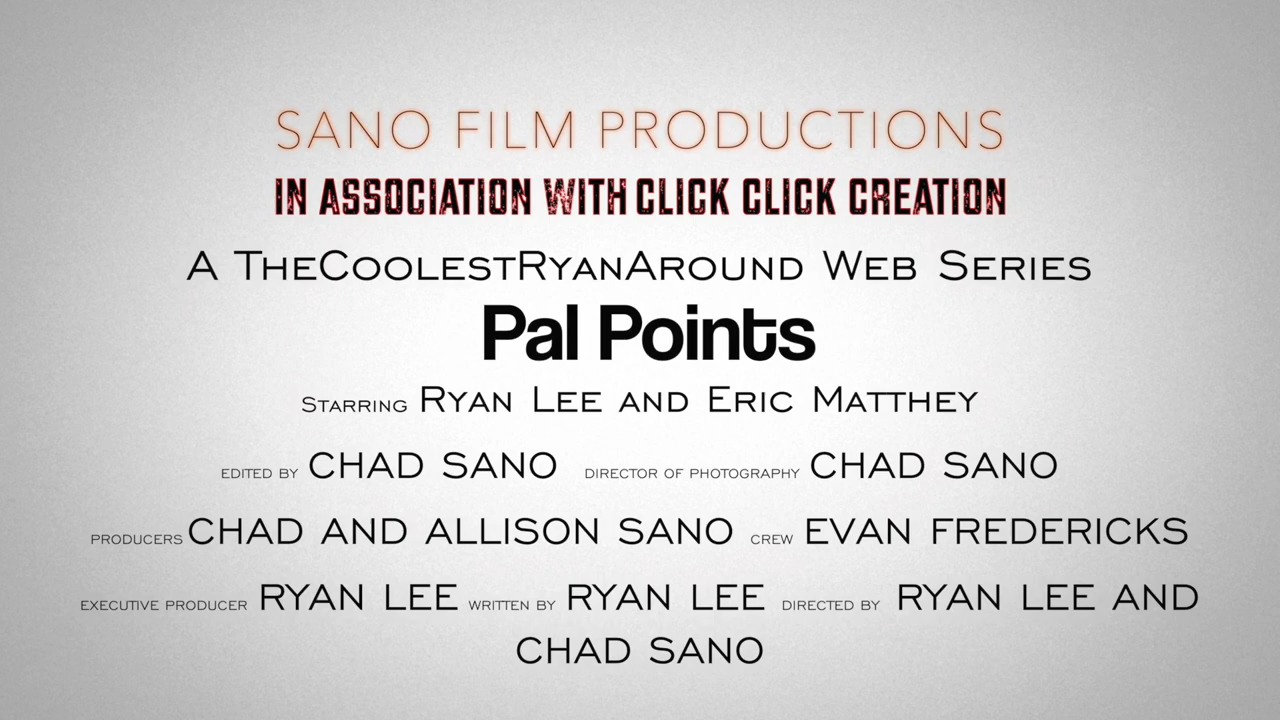 SANO FILM PRODUCTIONS
IN ASSOCIATION WITH CLICK CLICK CREATION
A TheCoolestRyanAround Web Series
Pal Points
Starring Ryan Lee and Eric Matthey
EDITED BY CHAD SANO DIRECTOR OF PHOTOGRAPHY CHAD SANO
PRODUCERS CHAD AND ALLISON SANO CREW EVAN FREDERICKS
EXECUTIVE PRODUCER RYAN LEE WRITTEN BY RYAN LEE DIRECTED BY RYAN LEE AND
CHAD SANO